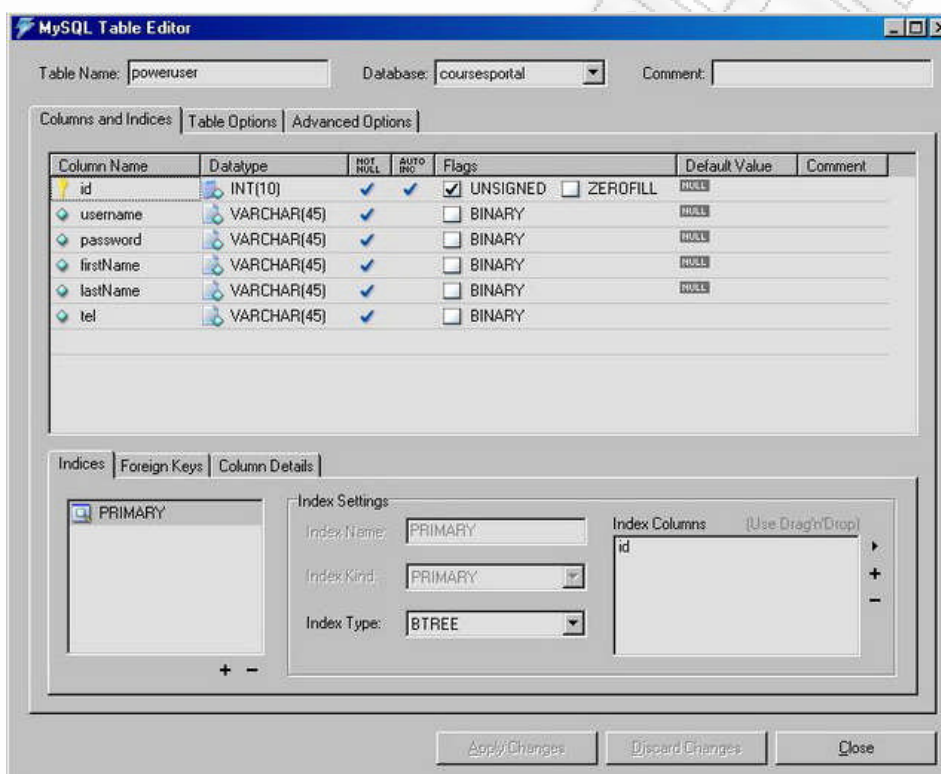 MySQL Table Editor
Table Name: poweruser Database: coursesportal Comment:
Columns and Indices Table Options Advanced Options
Column Name Datatype NOT NULL AUTO INC Flags Default Value Comment
id INT(10) UNSIGNED ZEROFILL NULL
username VARCHAR(45) BINARY NULL
password VARCHAR(45) BINARY NULL
firstName VARCHAR(45) BINARY NULL
lastName VARCHAR(45) BINARY NULL
tel VARCHAR(45) BINARY
Indices Foreign Keys Column Details
PRIMARY
Index Settings
Index Name: PRIMARY
Index Kind: PRIMARY
Index Type: BTREE
Index Columns (Use Drag'n'Drop)
id
Apply Changes Discard Changes Close